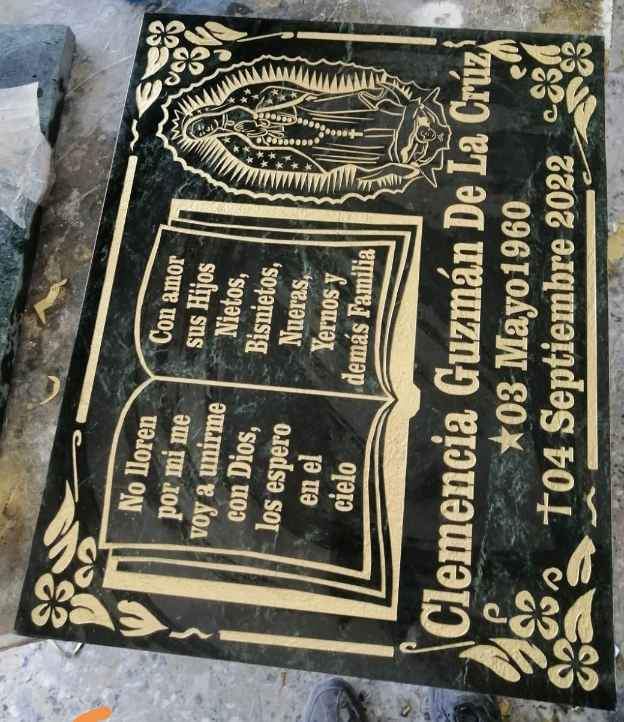 No lloren
por mi me
voy a unirme
con Dios,
los espero
en el
cielo
Con amor
sus Hijos
Nietos,
Bisnietos,
Nueras,
Yernos y
demás Familia
Clemencia Guzmán De La Crúz
★03 Mayo1960
✝04 Septiembre 2022